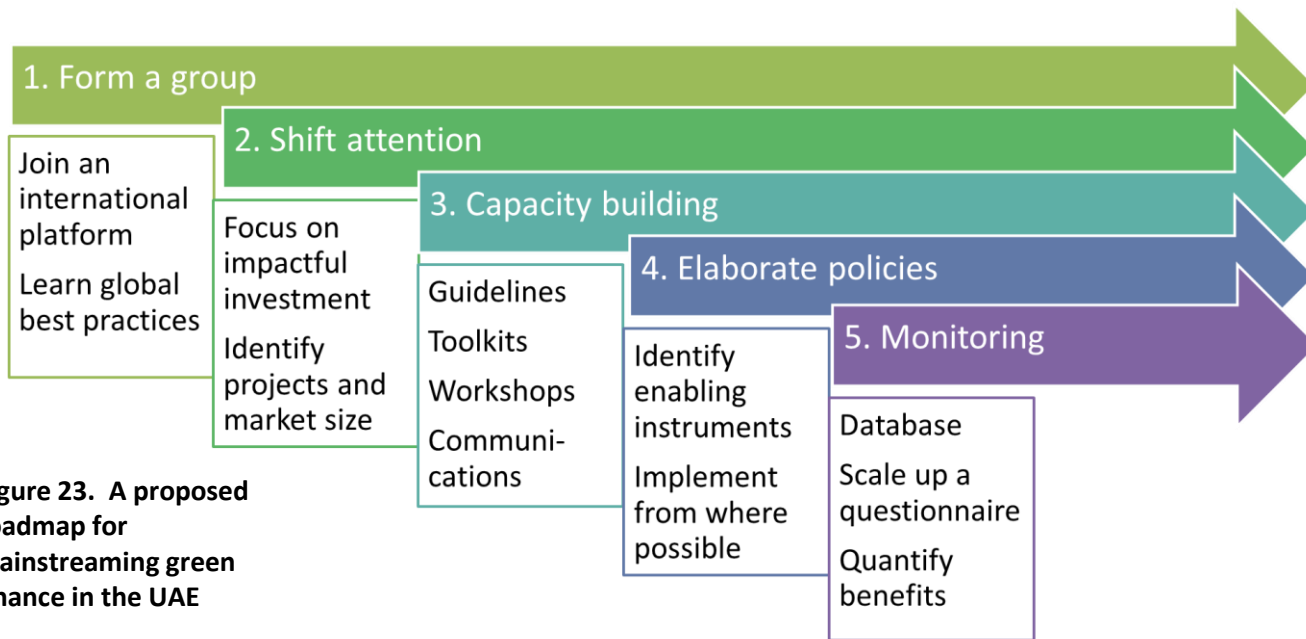 1. Form a group
Join an
international
platform
Learn global
best practices
2. Shift attention
Focus on
impactful
investment
Identify
projects and
market size
3. Capacity building
Guidelines
Toolkits
Workshops
Communi-
cations
4. Elaborate policies
Identify
enabling
instruments
Implement
from where
possible
5. Monitoring
Database
Scale up a
questionnaire
Quantify
benefits
gure 23. A proposed
oadmap for
ainstreaming green
nance in the UAE